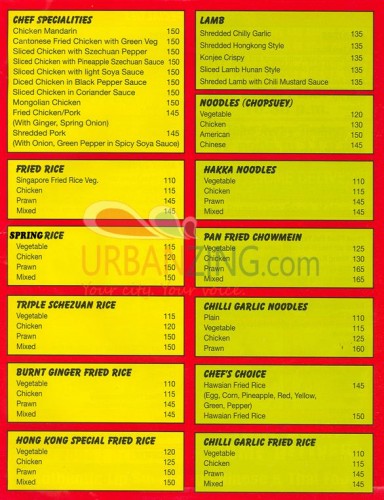 CHEF SPECIALITIES
Chicken Mandarin 150
Cantonese Fried Chicken with Green Veg 150
Sliced Chicken with Szechuan Pepper 150
Sliced Chicken with Pineapple Szechuan Sauce 150
Sliced Chicken with light Soya Sauce 150
Diced Chicken in Black Pepper Sauce 150
Sliced Chicken in Coriander Sauce 150
Mongolian Chicken 150
Fried Chicken/Pork 145
(With Ginger, Spring Onion)
Shredded Pork 145
(With Onion, Green Pepper in Spicy Soya Sauce)
FRIED RICE
Singapore Fried Rice Veg. 110
Chicken 115
Prawn 145
Mixed 145
SPRING RICE
Vegetable 115
Chicken 120
Prawn 150
Mixed 150
TRIPLE SCHEZUAN RICE
Vegetable 115
Chicken 120
Prawn 150
Mixed 150
BURNT GINGER FRIED RICE
Vegetable 110
Chicken 115
Prawn 145
Mixed 145
HONG KONG SPECIAL FRIED RICE
Vegetable 120
Chicken 125
Prawn 150
Mixed 150
LAMB
Shredded Chilly Garlic 135
Shredded Hongkong Style 135
Konjee Crispy 135
Sliced Lamb Hunan Style 135
Shreded Lamb with Chili Mustard Sauce 135
NOODLES (CHOPSUEY)
Vegetable 120
Chicken 130
American 150
Chinese 145
HAKKA NOODLES
Vegetable 110
Chicken 115
Prawn 145
Mixed 145
PAN FRIED CHOWMEIN
Vegetable 125
Chicken 130
Prawn 165
Mixed 165
CHILLI GARLIC NOODLES
Plain 110
Vegetable 115
Chicken 125
Prawn 160
CHEF'S CHOICE
Hawaian Fried Rice 145
(Egg, Corn, Pineapple, Red, Yellow,
Green, Pepper)
Hawaian Fried Rice 150
CHILLI GARLIC FRIED RICE
Vegetable 110
Chicken 115
Prawn 145
Mixed 145
URBANZING.com
Your city. Your voice.